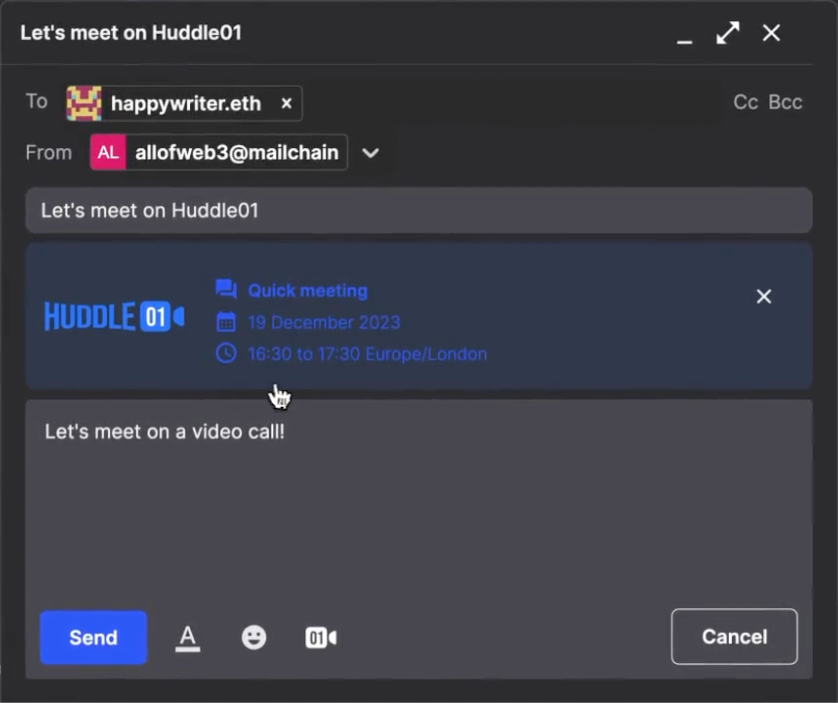 Let's meet on Huddle01
To happywriter.eth Cc Bcc
From AL allofweb3@mailchain
Let's meet on Huddle01
HUDDLE 01
Quick meeting
19 December 2023
16:30 to 17:30 Europe/London
Let's meet on a video call!
Send A 01 Cancel